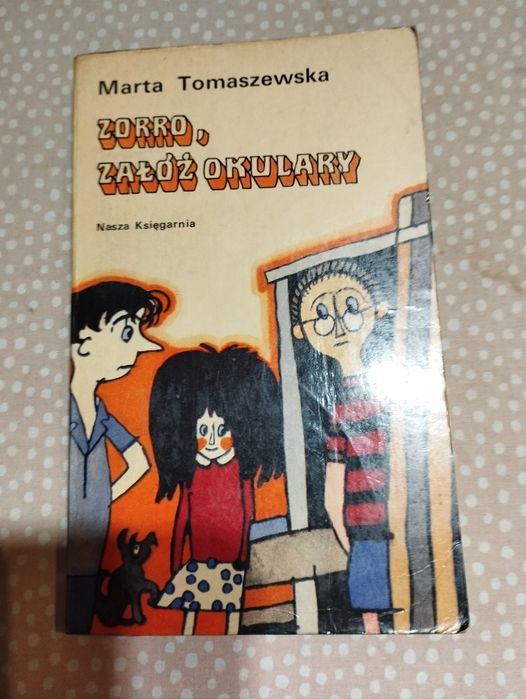 Marta Tomaszewska
ZORRO,
ZAŁÓŻ OKULARY
Nasza Księgarnia